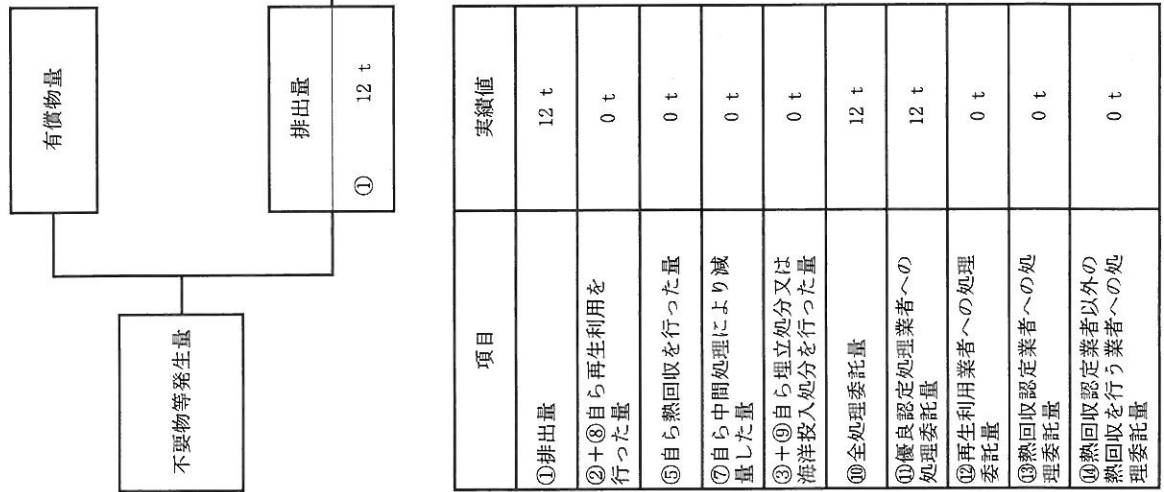 不要物等発生量
有償物量
排出量
① 12 t
項目 実績値
①排出量 12 t
②+⑧自ら再生利用を
行った量 0 t
⑤自ら熱回収を行った量 0 t
⑦自ら中間処理により減
量した量 0 t
③+⑨自ら埋立処分又は
海洋投入処分を行った量 0 t
⑩全処理委託量 12 t
⑪優良認定処理業者への
処理委託量 12 t
⑫再生利用業者への処理
委託量 0 t
⑬熱回収認定業者への処
理委託量 0 t
⑭熱回収認定業者以外の
熱回収を行う業者への処
理委託量 0 t